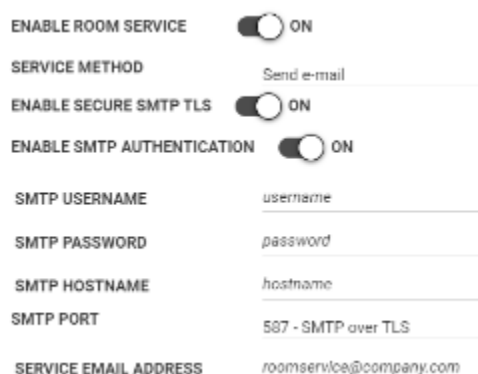 ENABLE ROOM SERVICE ON
SERVICE METHOD Send e-mail
ENABLE SECURE SMTP TLS ON
ENABLE SMTP AUTHENTICATION ON
SMTP USERNAME username
SMTP PASSWORD password
SMTP HOSTNAME hostname
SMTP PORT 587 - SMTP over TLS
SERVICE EMAIL ADDRESS roomservice@company.com